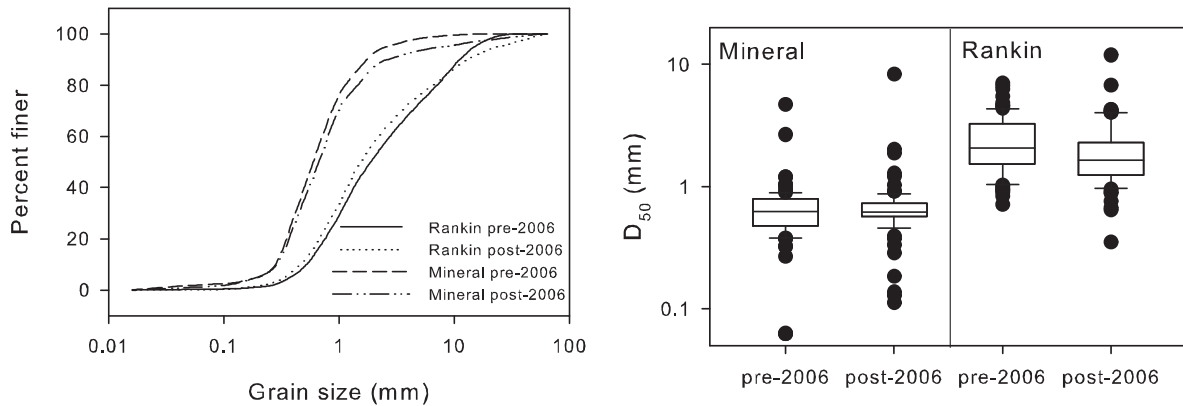 100
80
60
40
20
0
Percent finer
Rankin pre-2006
Rankin post-2006
Mineral pre-2006
Mineral post-2006
0.01 0.1 1 10 100
Grain size (mm)
Mineral Rankin
10
1
0.1
D50 (mm)
pre-2006 post-2006 pre-2006 post-2006